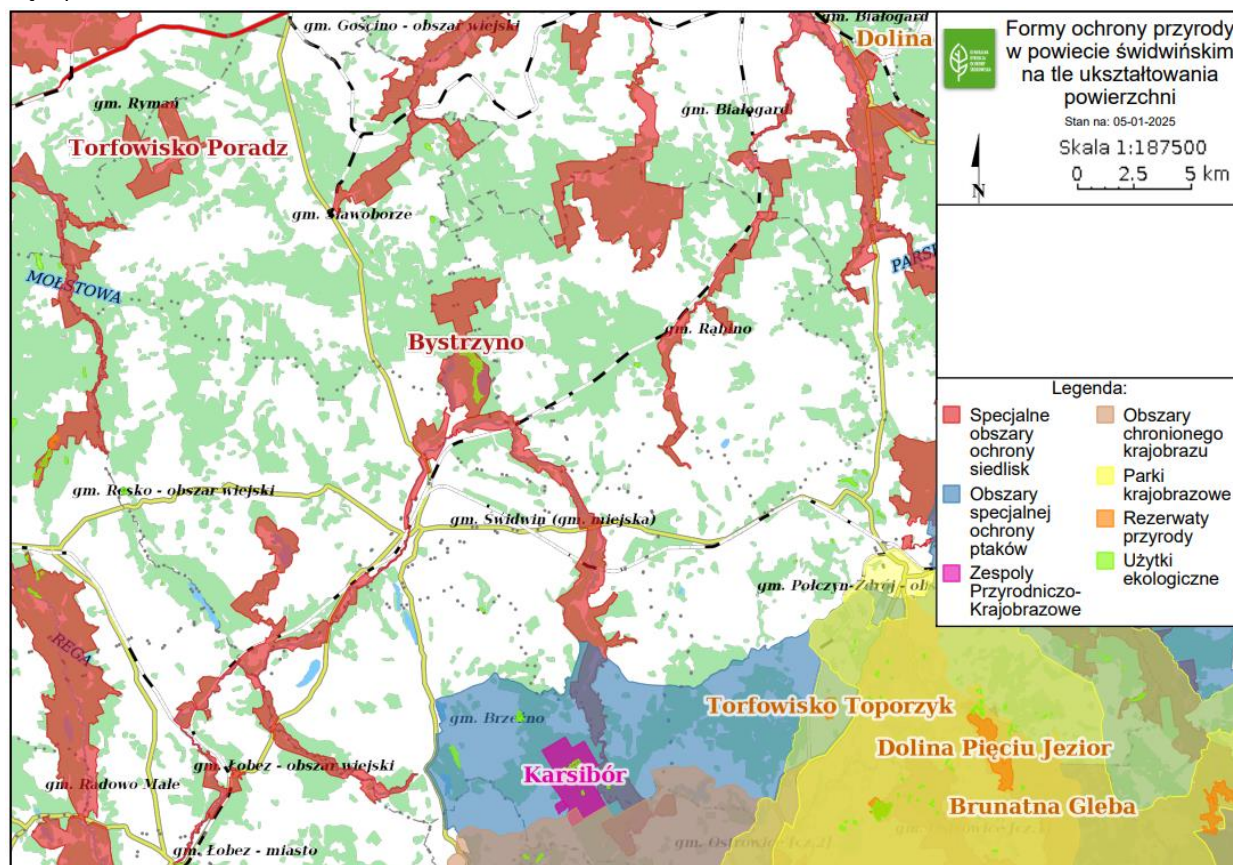 gm. Gościno - obszar wiejski
gm. Białogard
Dolina
gm. Rymań
gm. Białogard
Torfowisko Poradz
gm. Sławoborze
MOŁSTOWA
gm. Rąbino
Bystrzyno
gm. Resko - obszar wiejski
gm. Świdwin (gm. miejska)
gm. Połczyn-Zdrój - obs
REGA
gm. Brzeżno
Torfowisko Toporzyk
Dolina Pięciu Jezior
gm. Łobez - obszar wiejski
Karsibór
gm. Radowo Małe
Brunatna Gleba
gm. Łobez - miasto
Formy ochrony przyrody
w powiecie świdwińskim
na tle ukształtowania
powierzchni
Stan na: 05-01-2025
Skala 1:187500
0 2.5 5 km
N
Legenda:
Specjalne
obszary
ochrony
siedlisk
Obszary
specjalnej
ochrony
ptaków
Zespoly
Przyrodniczo-
Krajobrazowe
Obszary
chronionego
krajobrazu
Parki
krajobrazowe
Rezerwaty
przyrody
Użytki
ekologiczne